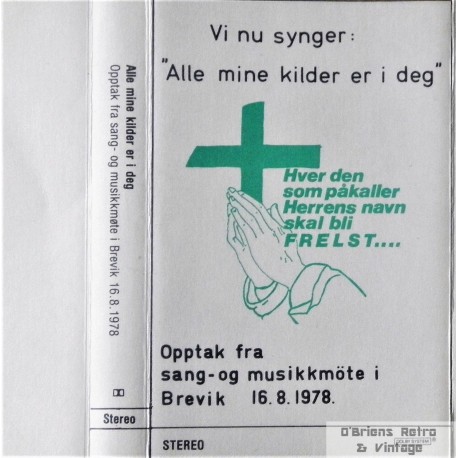 Alle mine kilder er i deg
Opptak fra sang- og musikkmøte i Brevik 16.8.1978
Stereo
Vi nu synger:
"Alle mine kilder er i deg"
Hver den
som påkaller
Herrens navn
skal bli
FRELST....
Opptak fra
sang-og musikkmöte i
Brevik 16.8.1978.
STEREO
O'Briens Retro
& Vintage